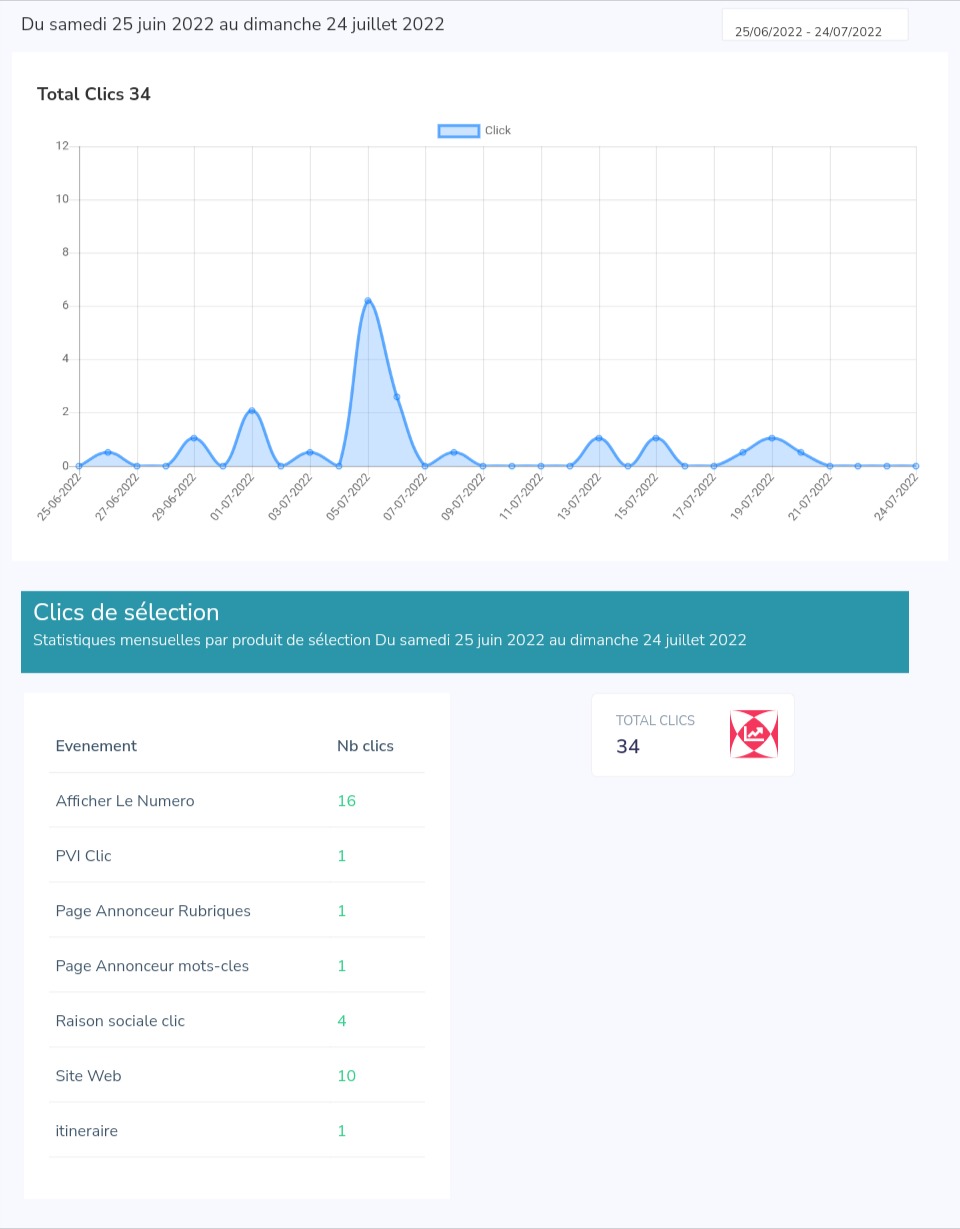 Du samedi 25 juin 2022 au dimanche 24 juillet 2022
25/06/2022 - 24/07/2022
Total Clics 34
Click
12
10
8
6
4
2
0
25-06-2022
27-06-2022
29-06-2022
01-07-2022
03-07-2022
05-07-2022
07-07-2022
09-07-2022
11-07-2022
13-07-2022
15-07-2022
17-07-2022
19-07-2022
21-07-2022
24-07-2022
Clics de sélection
Statistiques mensuelles par produit de sélection Du samedi 25 juin 2022 au dimanche 24 juillet 2022
TOTAL CLICS
34
Evenement Nb clics
Afficher Le Numero 16
PVI Clic 1
Page Annonceur Rubriques 1
Page Annonceur mots-cles 1
Raison sociale clic 4
Site Web 10
itineraire 1